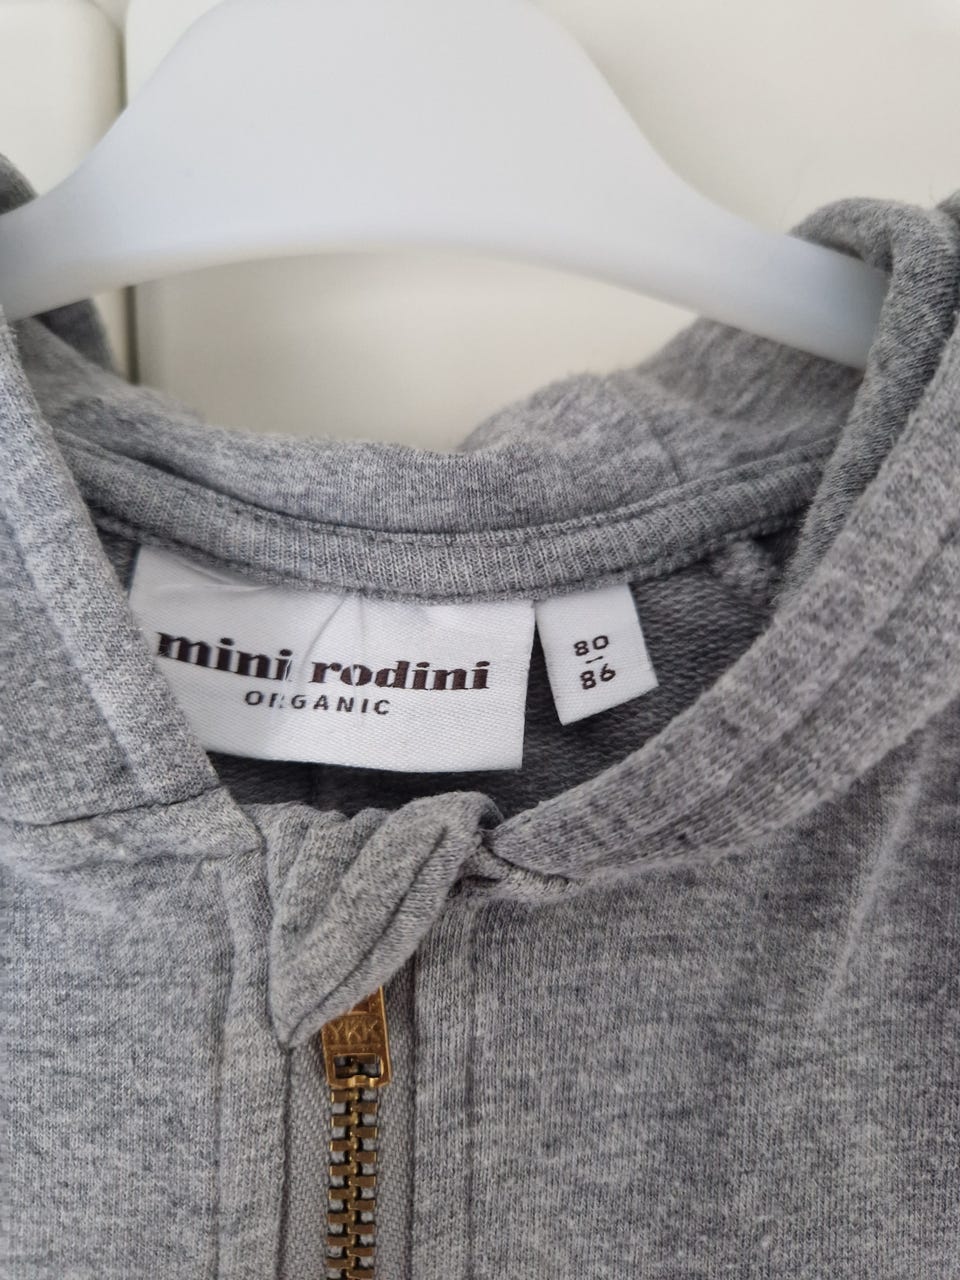 mini rodini
ORGANIC
80
86
YKK